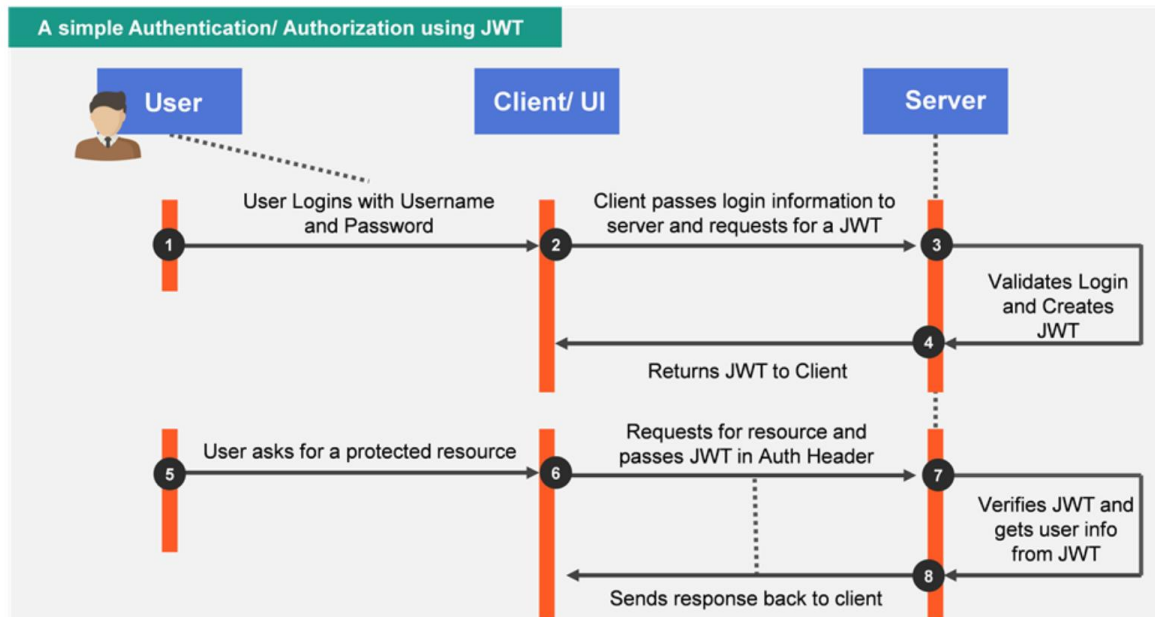 A simple Authentication/ Authorization using JWT
User
Client/ UI
Server
User Logins with Username
and Password
Client passes login information to
server and requests for a JWT
1
2
3
Validates Login
and Creates
JWT
4
Returns JWT to Client
User asks for a protected resource
Requests for resource and
passes JWT in Auth Header
5
6
7
Verifies JWT and
gets user info
from JWT
8
Sends response back to client